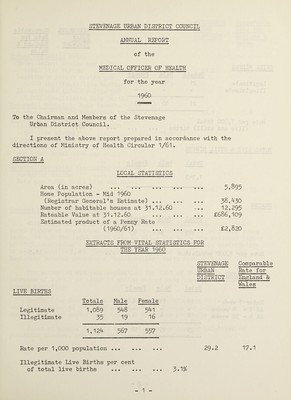 STEVENAGE URBAN DISTRICT COUNCIL
ANNUAL REPORT
of the
MEDICAL OFFICER OF HEALTH
for the year
1960
To the Chairman and Members of the Stevenage
Urban District Council.
I present the above report prepared in accordance with the
directions of Ministry of Health Circular 1/61.
SECTION A
LOCAL STATISTICS
Area (in acres) ... ... ... ... ... 5,895
Home Population - Mid 1960
(Registrar General's Estimate) ... ... ... 38,430
Number of habitable houses at 31.12.60 ... 12,295
Rateable Value at 31.12.60 ... ... ... £686,109
Estimated product of a Penny Rate
(1960/61) ... ... ... £2,820
EXTRACTS FROM VITAL STATISTICS FOR
THE YEAR 1960
STEVENAGE Comparable
URBAN Rate for
DISTRICT England &
Wales
LIVE BIRTHS
Totals Male Female
Legitimate 1,089 548 541
Illegitimate 35 19 16
1,124 567 557
Rate per 1,000 population ... ... ... 29.2 17.1
Illegitimate Live Births per cent
of total live births ... ... ... 3.1%
- 1 -